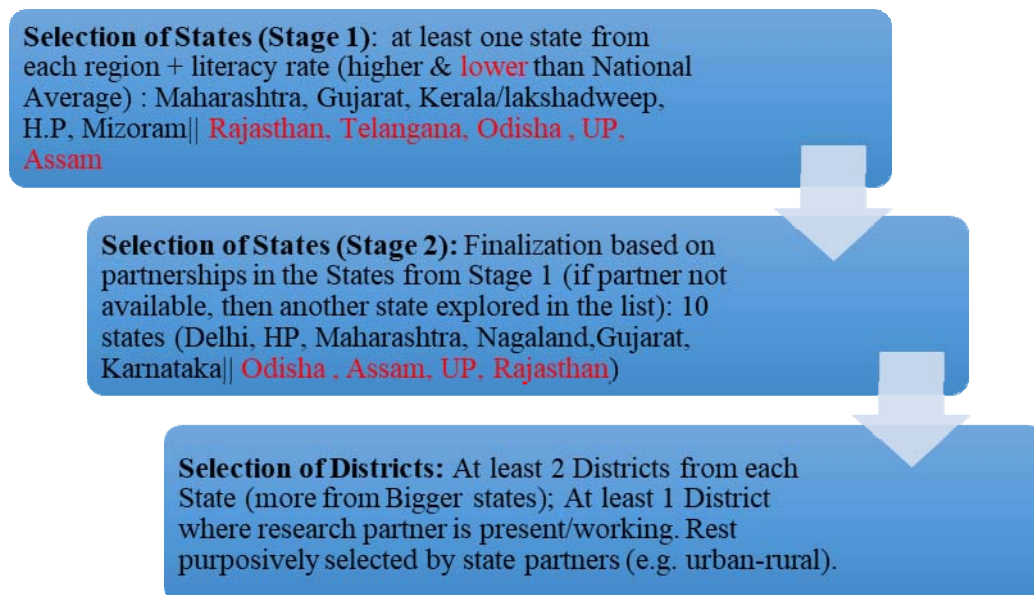 Selection of States (Stage 1):  at least one state from
each region + literacy rate (higher & lower than National
Average) : Maharashtra, Gujarat, Kerala/lakshadweep,
H.P, Mizoram|| Rajasthan, Telangana, Odisha , UP,
Assam
Selection of States (Stage 2): Finalization based on
partnerships in the States from Stage 1 (if partner not
available, then another state explored in the list): 10
states (Delhi, HP, Maharashtra, Nagaland,Gujarat,
Karnataka|| Odisha , Assam, UP, Rajasthan)
Selection of Districts: At least 2 Districts from each
State (more from Bigger states); At least 1 District
where research partner is present/working. Rest
purposively selected by state partners (e.g. urban-rural).